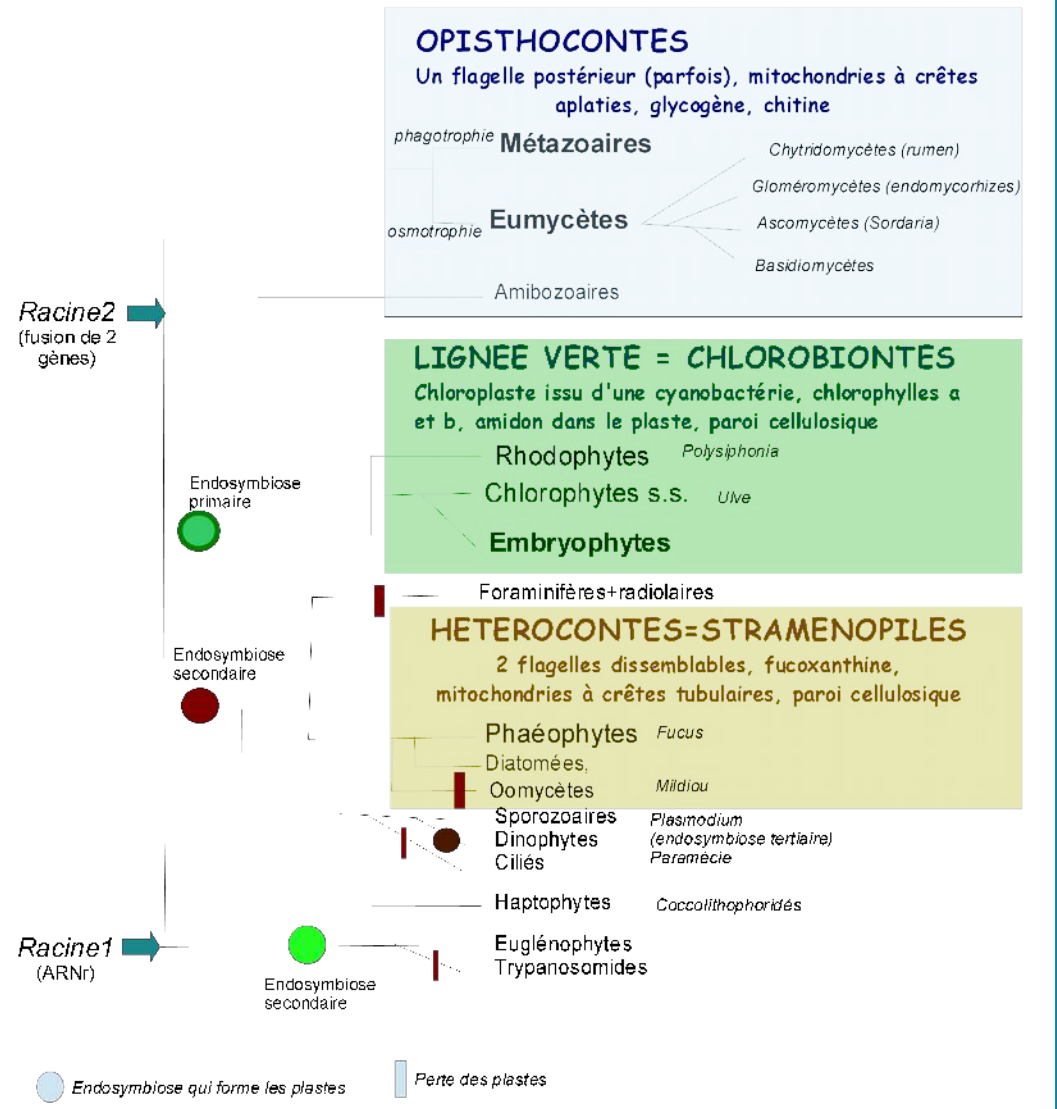 OPISTHOCONTES
Un flagelle postérieur (parfois), mitochondries à crêtes
aplaties, glycogène, chitine
phagotrophie
Métazoaires
Chytridomycètes (rumen)
Gloméromycètes (endomycorhizes)
osmotrophie
Eumycètes
Ascomycètes (Sordaria)
Basidiomycètes
Amibozoaires
Racine2
(fusion de 2
gènes)
LIGNEE VERTE = CHLOROBIONTES
Chloroplaste issu d'une cyanobactérie, chlorophylles a
et b, amidon dans le plaste, paroi cellulosique
Rhodophytes
Polysiphonia
Endosymbiose
primaire
Chlorophytes s.s.
Ulve
Embryophytes
Foraminifères+radiolaires
HETEROCONTES=STRAMENOPILES
2 flagelles dissemblables, fucoxanthine,
mitochondries à crêtes tubulaires, paroi cellulosique
Endosymbiose
secondaire
Phaéophytes
Fucus
Diatomées,
Oomycètes
Mildiou
Sporozoaires
Plasmodium
Dinophytes
(endosymbiose tertiaire)
Ciliés
Paramècie
Haptophytes
Coccolithophoridés
Racine1
(ARNr)
Euglénophytes
Trypanosomides
Endosymbiose
secondaire
Endosymbiose qui forme les plastes
Perte des plastes